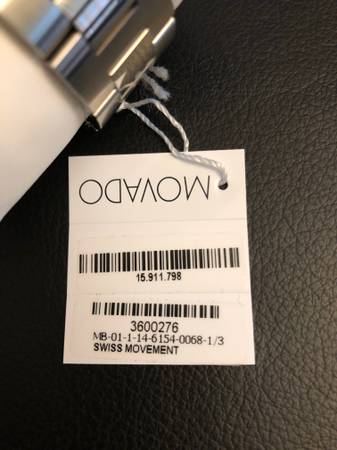 MOVADO
15.911.798
3600276
MB-01-1-14-6154-0068-1/3
SWISS MOVEMENT